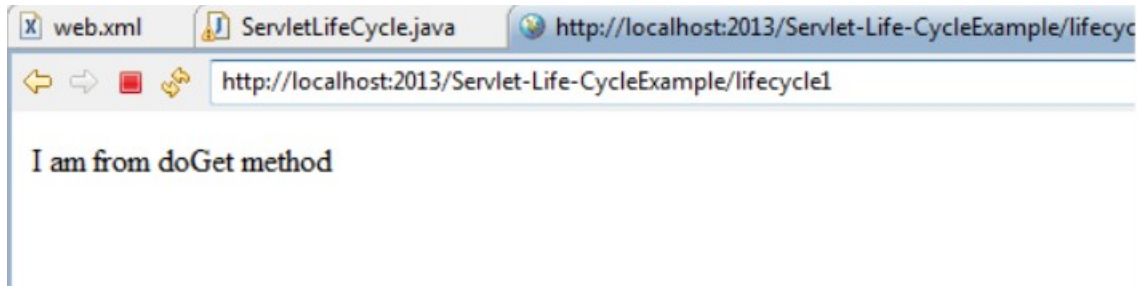 web.xml ServletLifeCycle.java http://localhost:2013/Servlet-Life-CycleExample/lifecyc
http://localhost:2013/Servlet-Life-CycleExample/lifecycle1
I am from doGet method